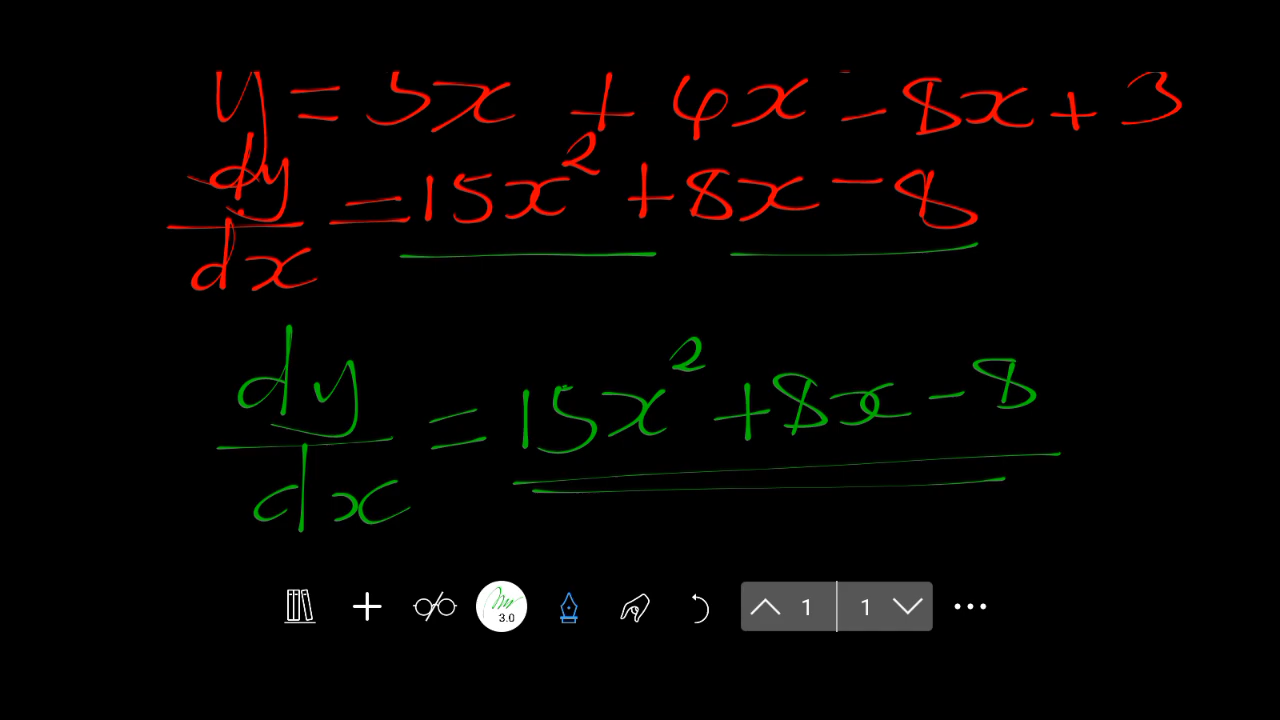 y = 5x + 4x - 8x + 3
dy/dx = 15x² + 8x - 8
dy/dx = 15x² + 8x - 8
3.0
1 1